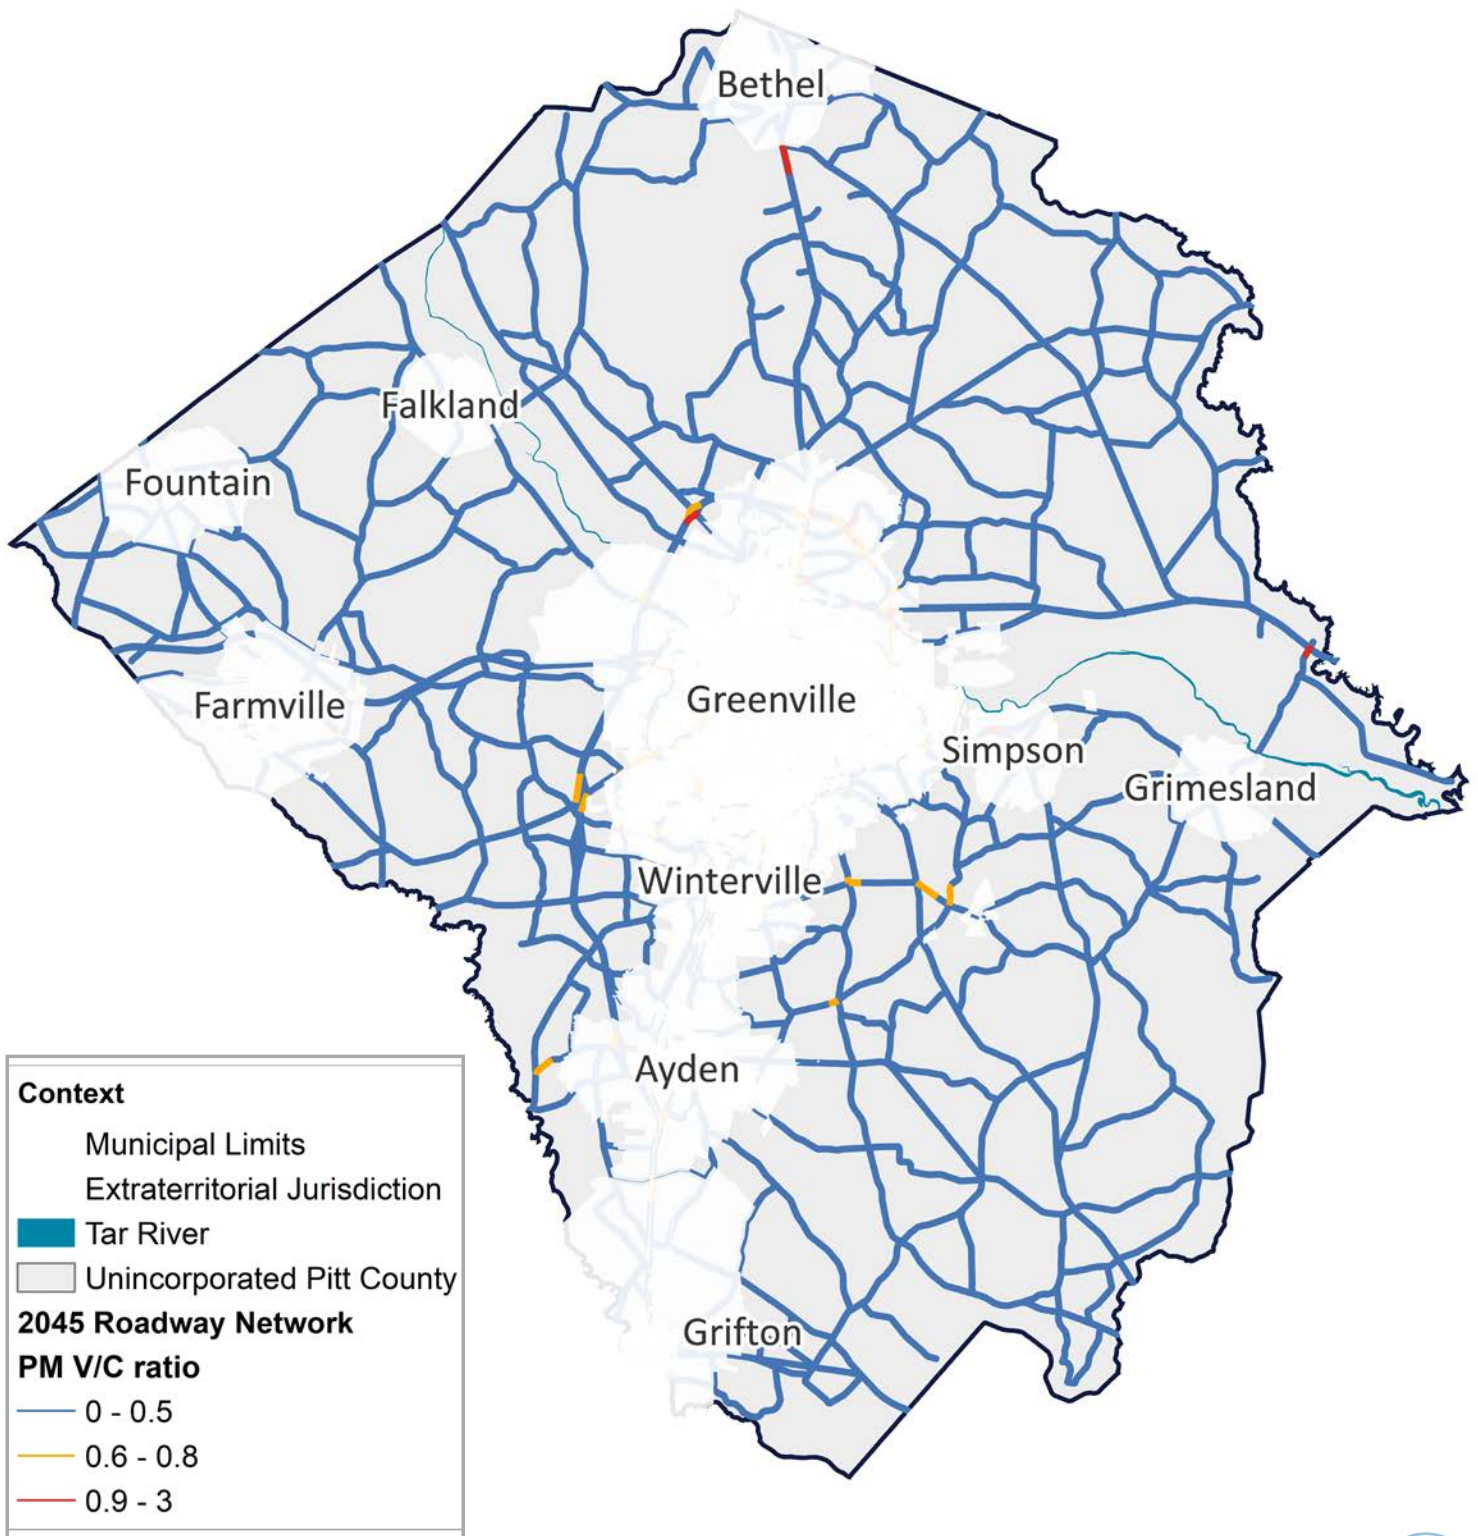 Bethel
Falkland
Fountain
Farmville
Greenville
Simpson
Grimesland
Winterville
Ayden
Grifton
Context
Municipal Limits
Extraterritorial Jurisdiction
Tar River
Unincorporated Pitt County
2045 Roadway Network
PM V/C ratio
0 - 0.5
0.6 - 0.8
0.9 - 3